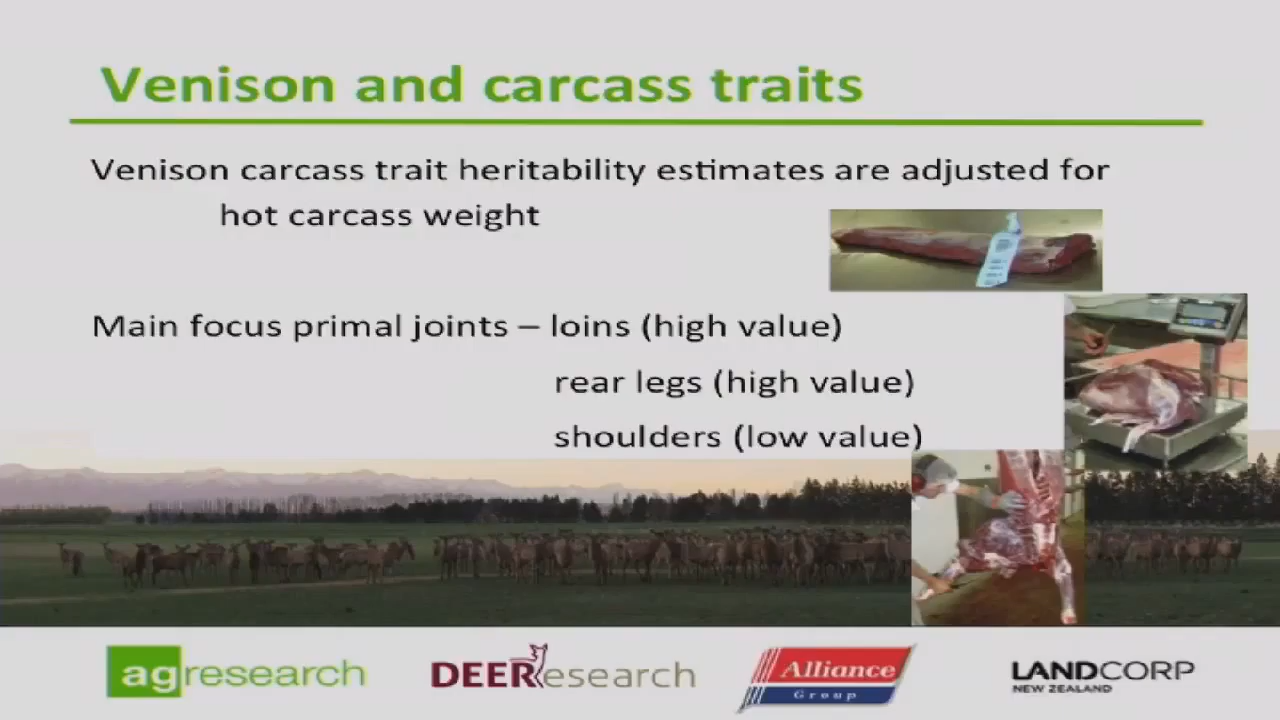 Venison and carcass traits
Venison carcass trait heritability estimates are adjusted for
hot carcass weight
Main focus primal joints – loins (high value)
rear legs (high value)
shoulders (low value)
agresearch
DEEResearch
Alliance
Group
LANDCORP
NEW ZEALAND